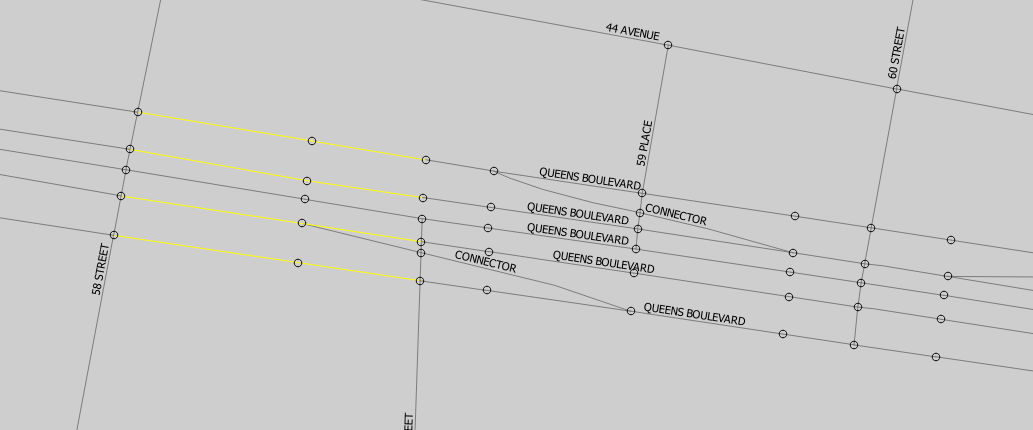 44 AVENUE
60 STREET
59 PLACE
QUEENS BOULEVARD
CONNECTOR
QUEENS BOULEVARD
QUEENS BOULEVARD
QUEENS BOULEVARD
CONNECTOR
58 STREET
QUEENS BOULEVARD
EET